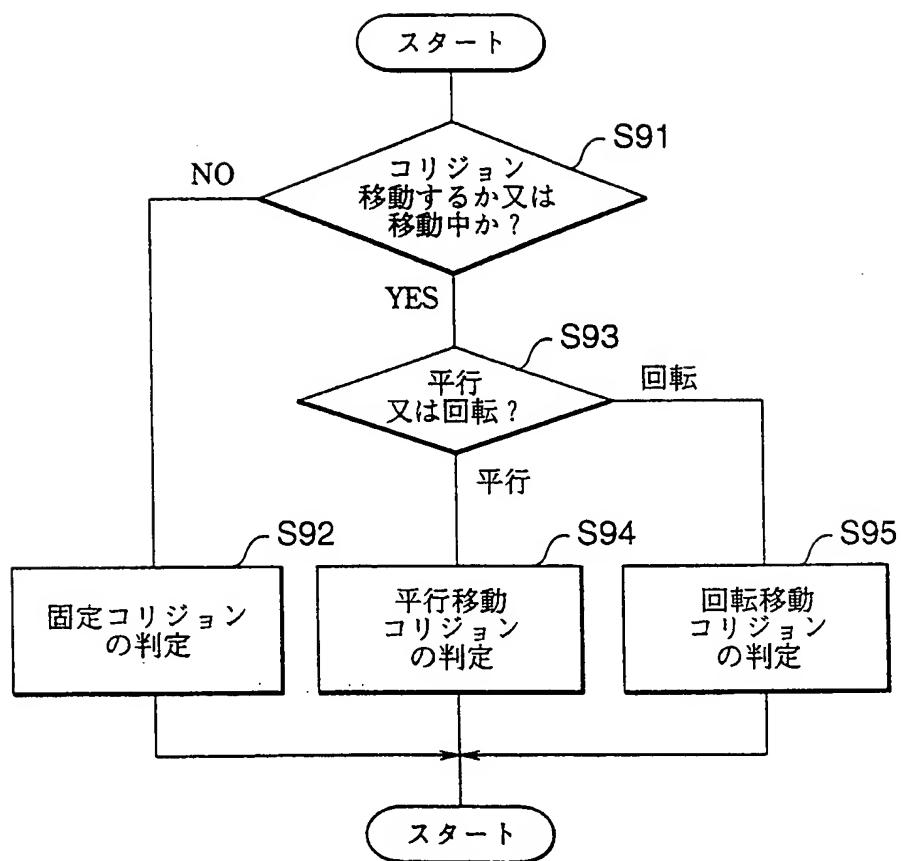 スタート
S91
コリジョン
移動するか又は
移動中か？
NO
YES
S93
平行
又は回転？
回転
平行
S92
固定コリジョン
の判定
S94
平行移動
コリジョン
の判定
S95
回転移動
コリジョン
の判定
スタート